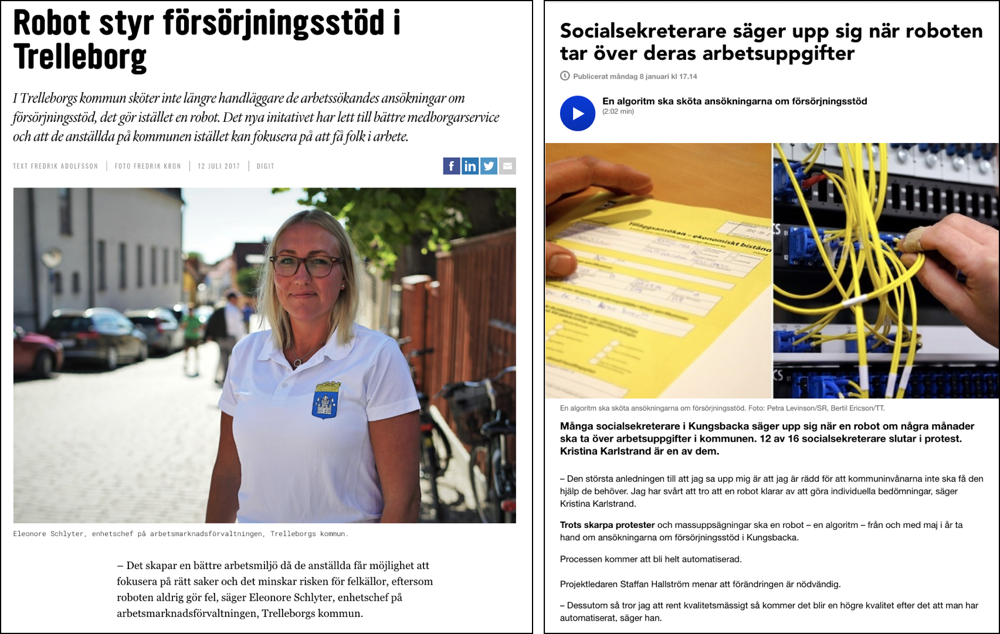 Robot styr försörjningsstöd i
Trelleborg
I Trelleborgs kommun sköter inte längre handläggare de arbetssökandes ansökningar om
försörjningsstöd, det gör istället en robot. Det nya initativet har lett till bättre medborgarservice
och att de anställda på kommunen istället kan fokusera på att få folk i arbete.
TEXT FREDRIK ADOLFSSON | FOTO FREDRIK KRON | 12 JULI 2017 | DIGIT
Eleonore Schlyter, enhetschef på arbetsmarknadsförvaltningen, Trelleborgs kommun.
– Det skapar en bättre arbetsmiljö då de anställda får möjlighet att
fokusera på rätt saker och det minskar risken för felkällor, eftersom
roboten aldrig gör fel, säger Eleonore Schlyter, enhetschef på
arbetsmarknadsförvaltningen, Trelleborgs kommun.
Socialsekreterare säger upp sig när roboten
tar över deras arbetsuppgifter
Publicerat måndag 8 januari kl 17.14
En algoritm ska sköta ansökningarna om försörjningsstöd
(2:02 min)
Tilläggsansökan – ekonomiskt bistånd
En algoritm ska sköta ansökningarna om försörjningsstöd. Foto: Petra Levinson/SR, Bertil Ericson/TT.
Många socialsekreterare i Kungsbacka säger upp sig när en robot om några månader
ska ta över arbetsuppgifter i kommunen. 12 av 16 socialsekreterare slutar i protest.
Kristina Karlstrand är en av dem.
– Den största anledningen till att jag sa upp mig är att jag är rädd för att kommuninvånarna inte ska få den
hjälp de behöver. Jag har svårt att tro att en robot klarar av att göra individuella bedömningar, säger
Kristina Karlstrand.
Trots skarpa protester och massuppsägningar ska en robot – en algoritm – från och med maj i år ta
hand om ansökningarna om försörjningsstöd i Kungsbacka.
Processen kommer att bli helt automatiserad.
Projektledaren Staffan Hallström menar att förändringen är nödvändig.
– Dessutom så tror jag att rent kvalitetsmässigt så kommer det blir en högre kvalitet efter det att man har
automatiserat, säger han.